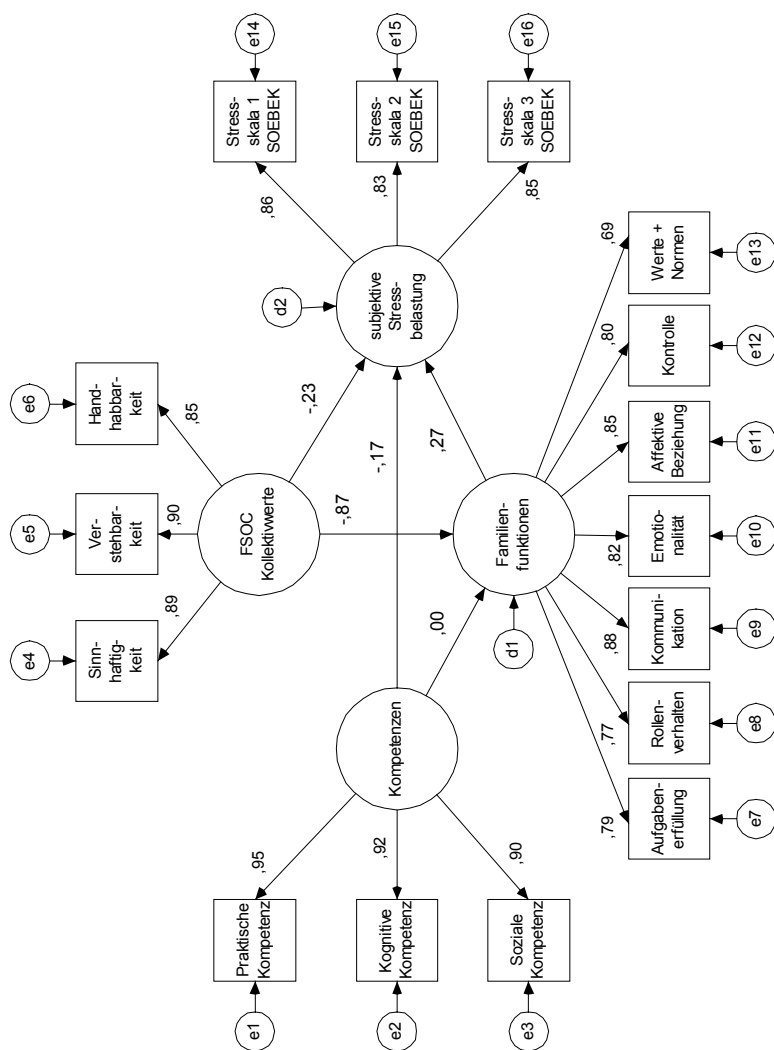 e14
Stress-
skala 1
SOEBEK
e15
Stress-
skala 2
SOEBEK
e16
Stress-
skala 3
SOEBEK
,86
,83
,85
d2
subjektive
Stress-
belastung
e6
Hand-
habbar-
keit
e5
Ver-
stehbar-
keit
e4
Sinn-
haftig-
keit
,85
,90
,89
FSOC
Kollektivwerte
-,23
-,17
,27
-,87
,00
Familien-
funktionen
d1
Kompetenzen
,95
,92
,90
Praktische
Kompetenz
e1
Kognitive
Kompetenz
e2
Soziale
Kompetenz
e3
,79
,77
,88
,82
,85
,80
,69
Aufgaben-
erfüllung
e7
Rollen-
verhalten
e8
Kommuni-
kation
e9
Emotio-
nalität
e10
Affektive
Beziehung
e11
Kontrolle
e12
Werte +
Normen
e13